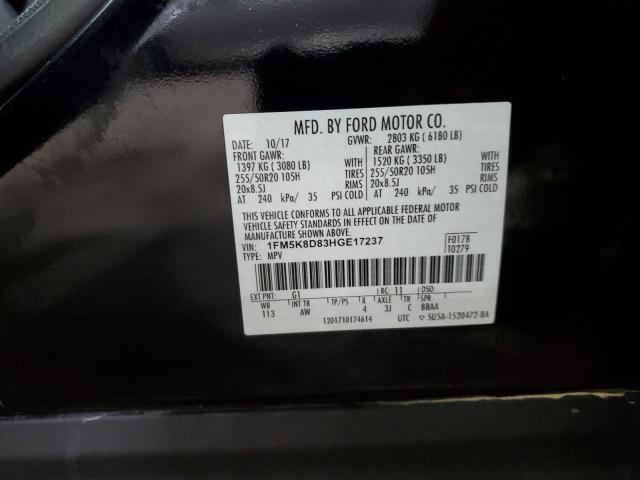 MFD. BY FORD MOTOR CO.
DATE: 10/17 GVWR: 2803 KG ( 6180 LB)
FRONT GAWR: REAR GAWR:
1397 KG ( 3080 LB) WITH 1520 KG ( 3350 LB) WITH
255/50R20 105H TIRES 255/50R20 105H TIRES
20x8.5J RIMS 20x8.5J RIMS
AT 240 kPa/ 35 PSI COLD AT 240 kPa/ 35 PSI COLD
THIS VEHICLE CONFORMS TO ALL APPLICABLE FEDERAL MOTOR
VEHICLE SAFETY STANDARDS IN EFFECT ON THE DATE OF
MANUFACTURE SHOWN ABOVE.
VIN: 1FM5K8D83HGE17237 F0178
TYPE: MPV T0279
EXT PNT: G1 RC: 11 DSO:
WB INT TR TP/PS R AXLE TR SPR
113 AW 4 3J C BBAA
1201710174614 UTC ▽ SU5A-1520472-BA